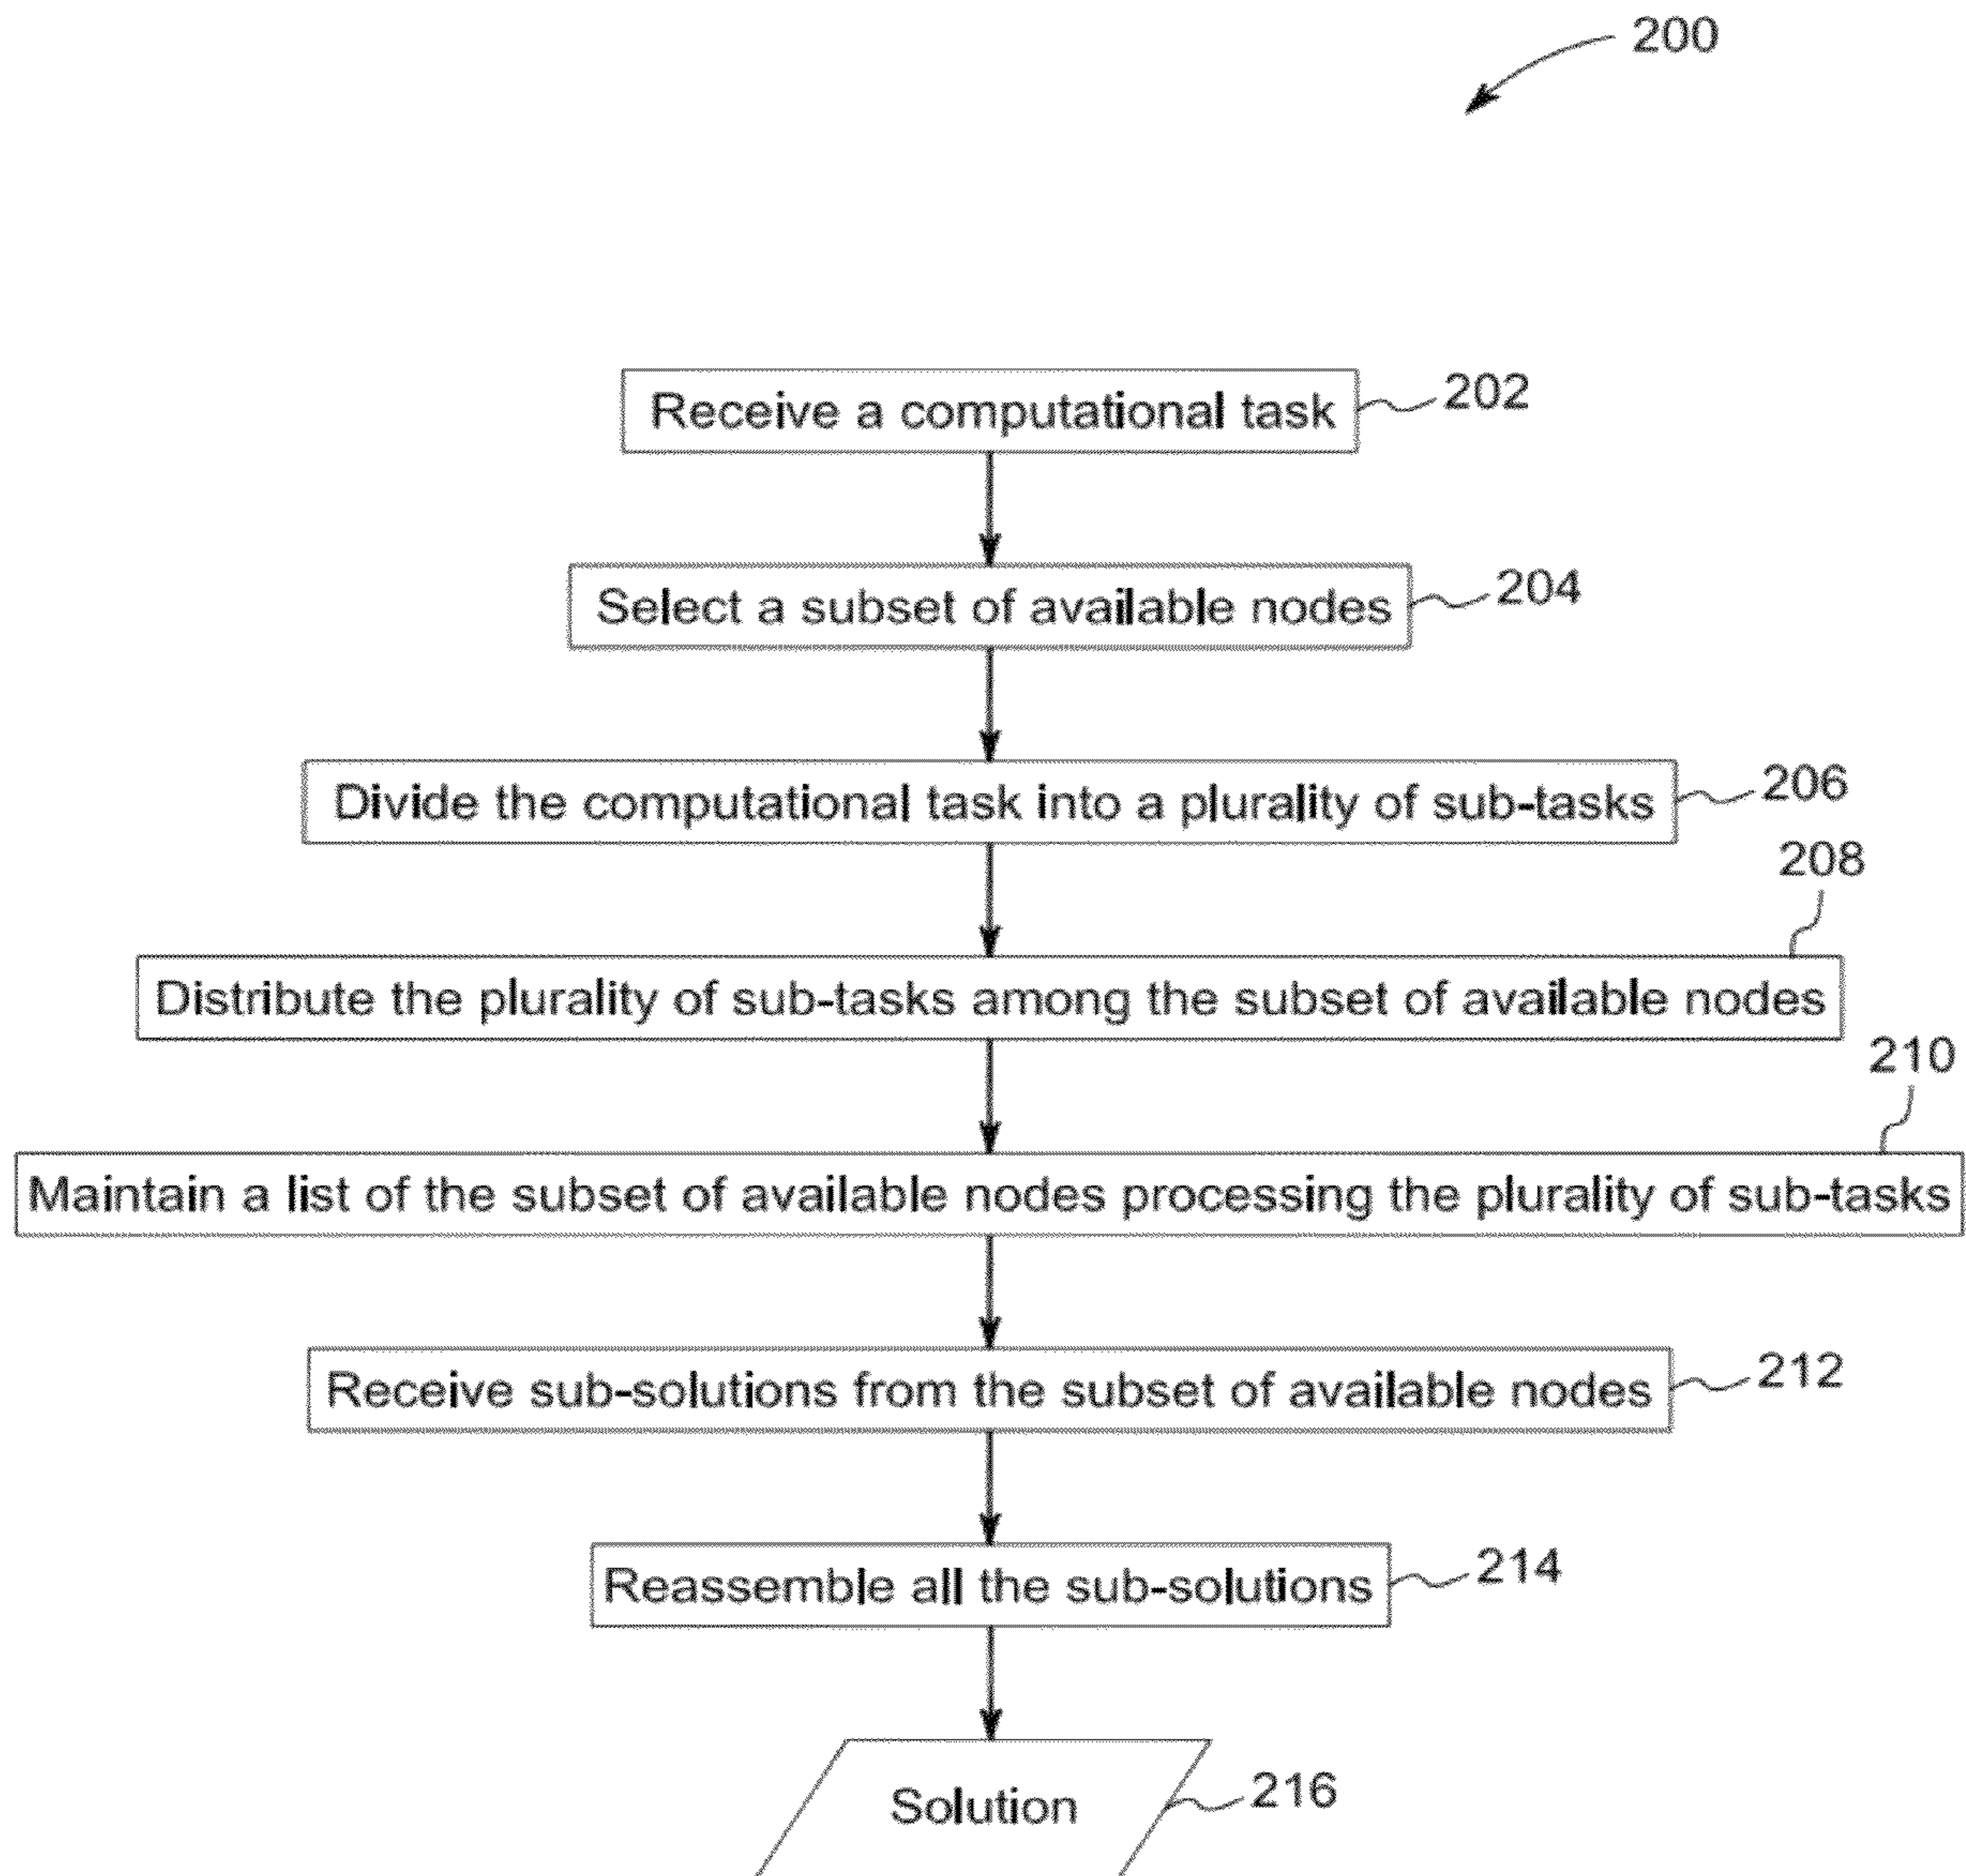 200
Receive a computational task
202
Select a subset of available nodes
204
Divide the computational task into a plurality of sub-tasks
206
208
Distribute the plurality of sub-tasks among the subset of available nodes
210
Maintain a list of the subset of available nodes processing the plurality of sub-tasks
Receive sub-solutions from the subset of available nodes
212
Reassemble all the sub-solutions
214
Solution
216